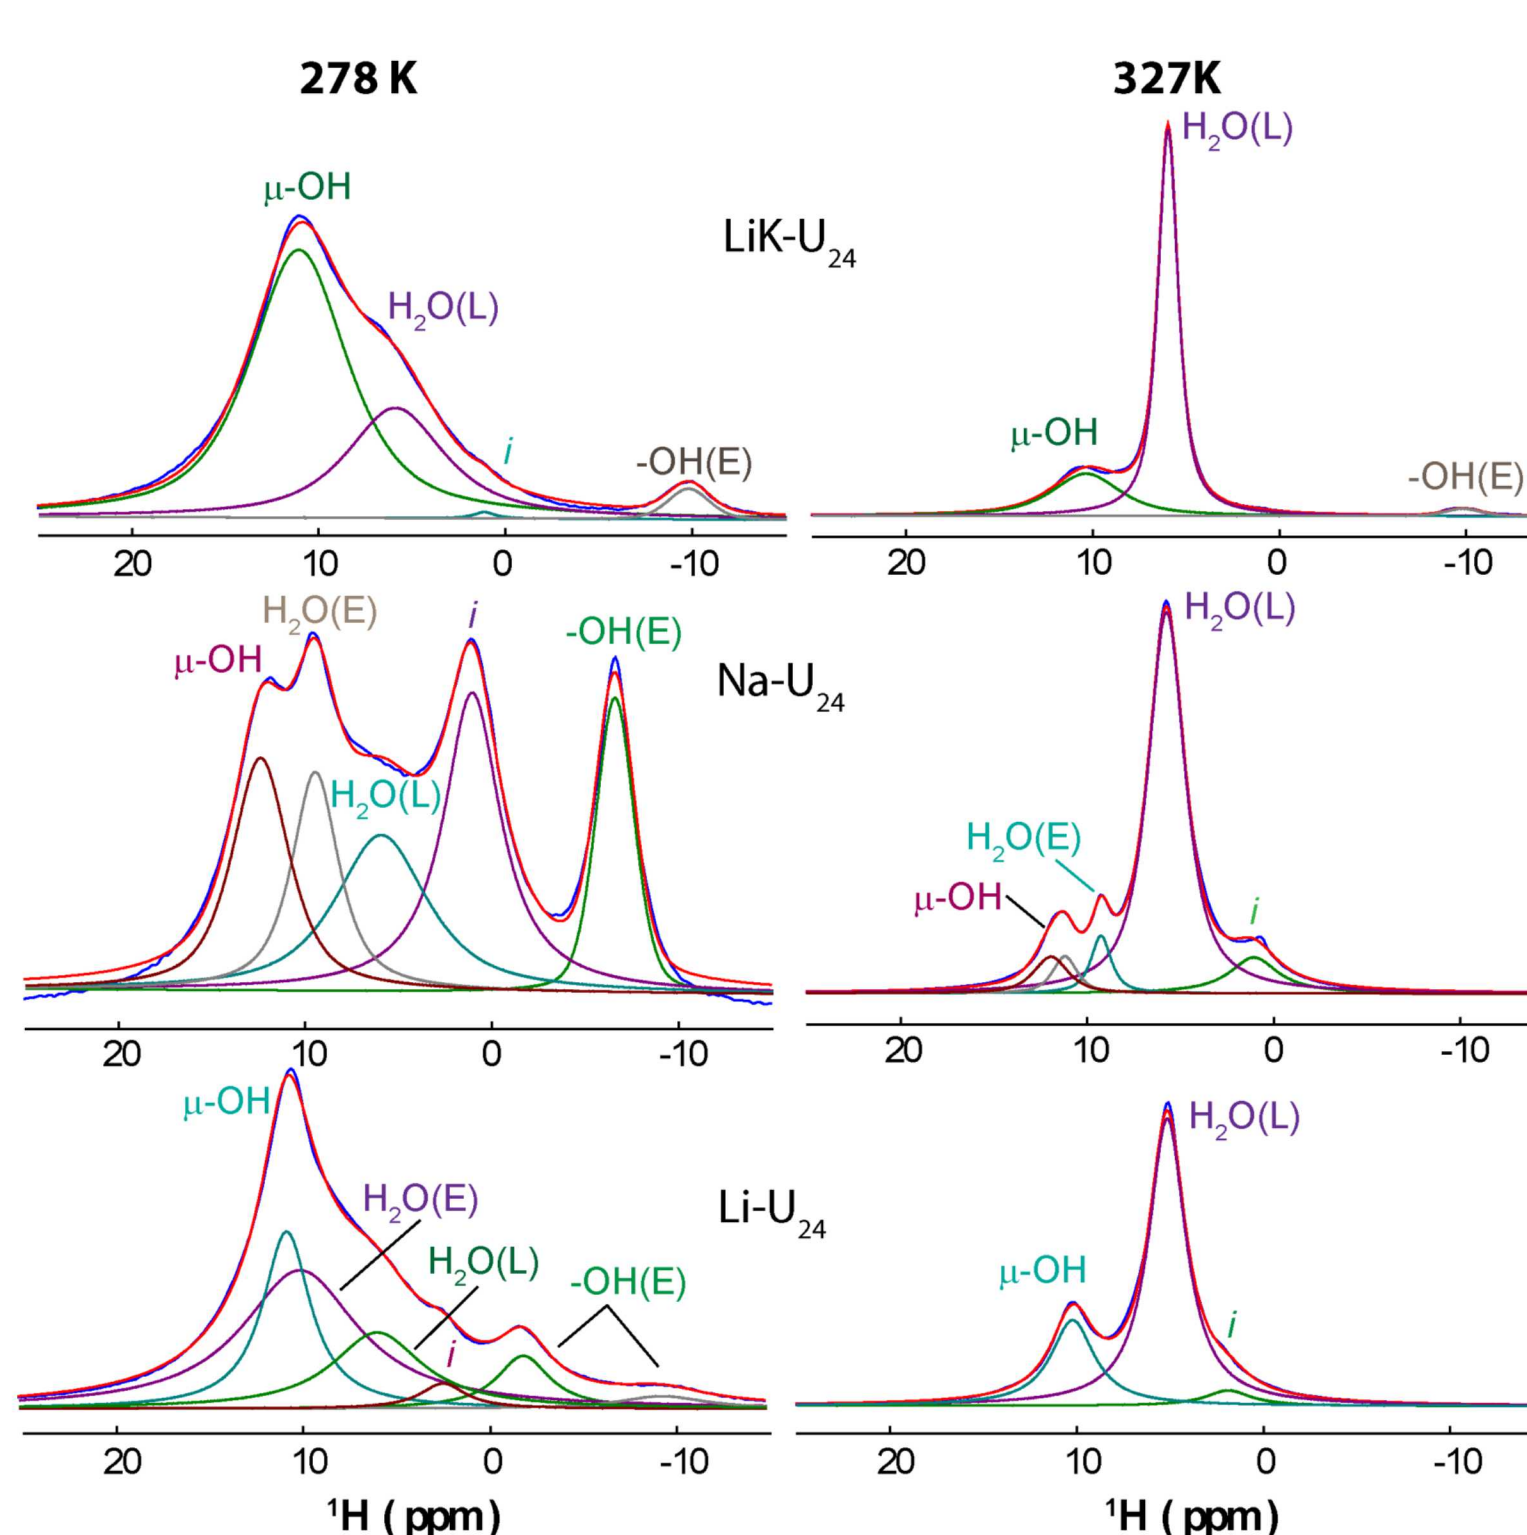 278 K
327K
H₂O(L)
μ-OH
LiK-U₂₄
H₂O(L)
μ-OH
i
-OH(E)
-OH(E)
20 10 0 -10
20 10 0 -10
H₂O(E)
i
-OH(E)
H₂O(L)
μ-OH
Na-U₂₄
H₂O(L)
H₂O(E)
μ-OH
i
20 10 0 -10
20 10 0 -10
μ-OH
H₂O(L)
H₂O(E)
Li-U₂₄
H₂O(L)
-OH(E)
μ-OH
i
i
20 10 0 -10
20 10 0 -10
¹H ( ppm)
¹H ( ppm)